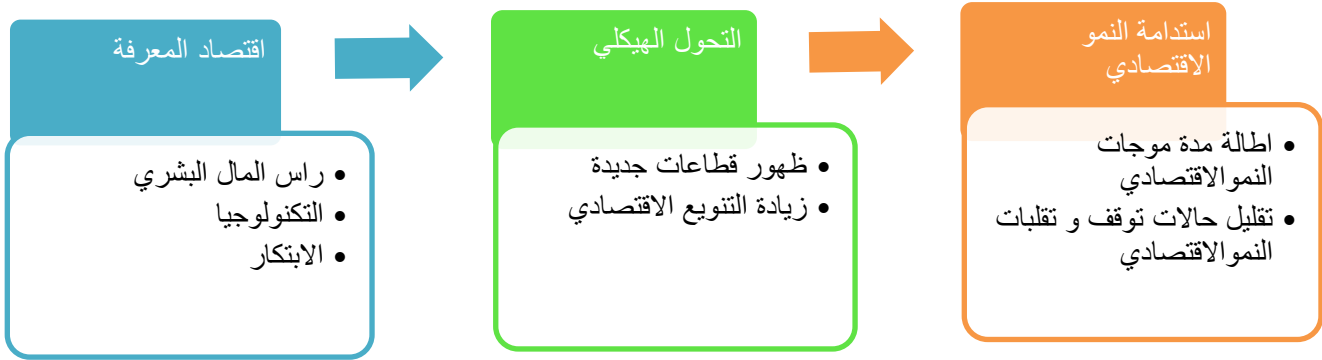 اقتصاد المعرفة
• راس المال البشري
• التكنولوجيا
• الابتكار
التحول الهيكلي
• ظهور قطاعات جديدة
• زيادة التنويع الاقتصادي
استدامة النمو
الاقتصادي
• اطالة مدة موجات
النموالاقتصادي
• تقليل حالات توقف و تقلبات
النموالاقتصادي